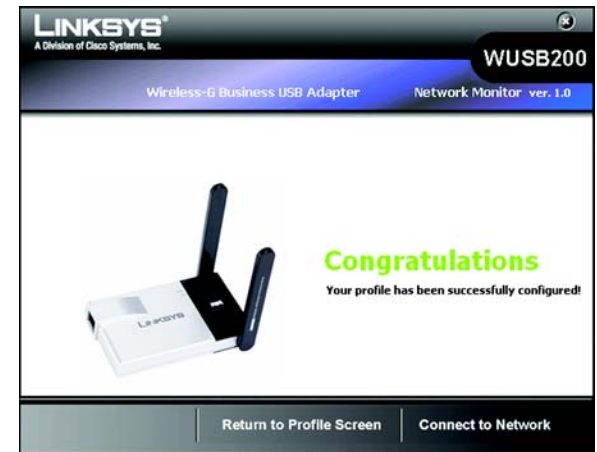 LINKSYS®
A Division of Cisco Systems, Inc.
WUSB200
Wireless-G Business USB Adapter
Network Monitor ver. 1.0
LINKSYS
Congratulations
Your profile has been successfully configured!
Return to Profile Screen
Connect to Network